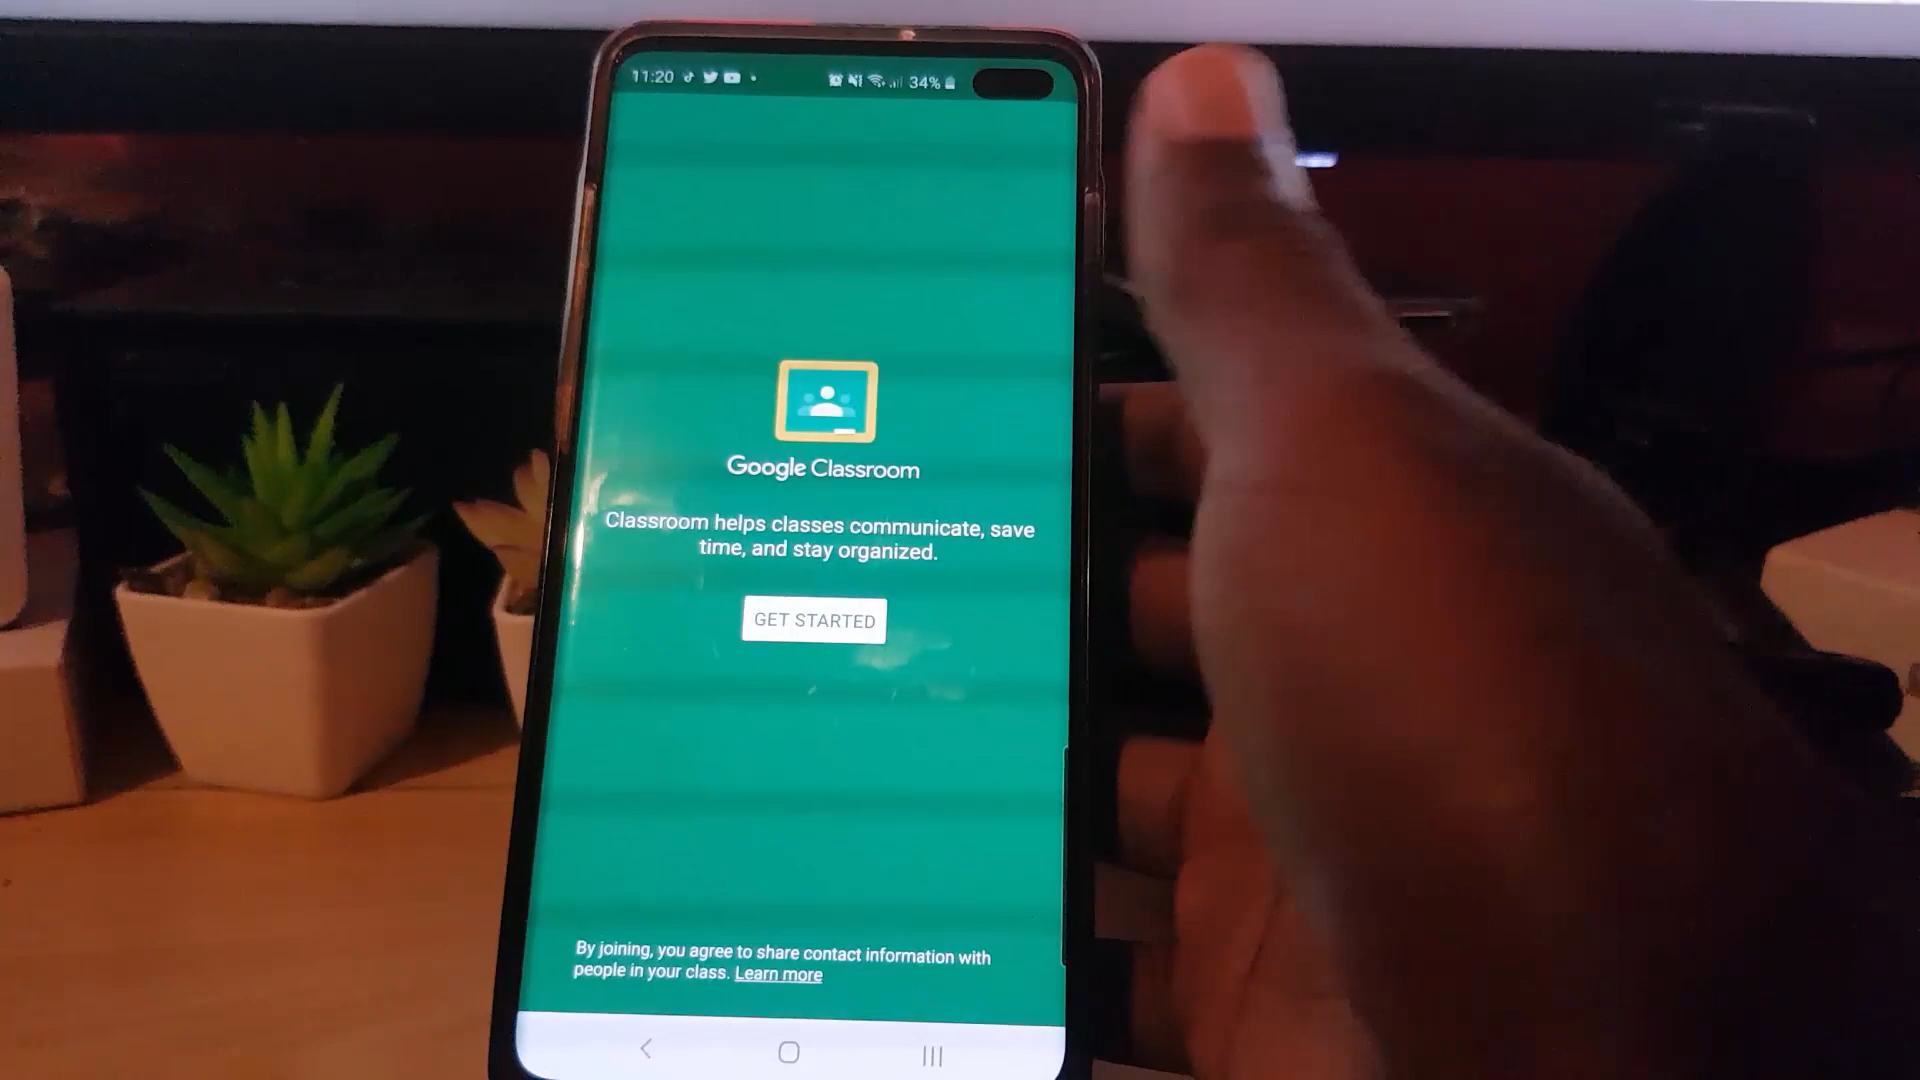 11:20
34%
Google Classroom
Classroom helps classes communicate, save
time, and stay organized.
GET STARTED
By joining, you agree to share contact information with
people in your class. Learn more